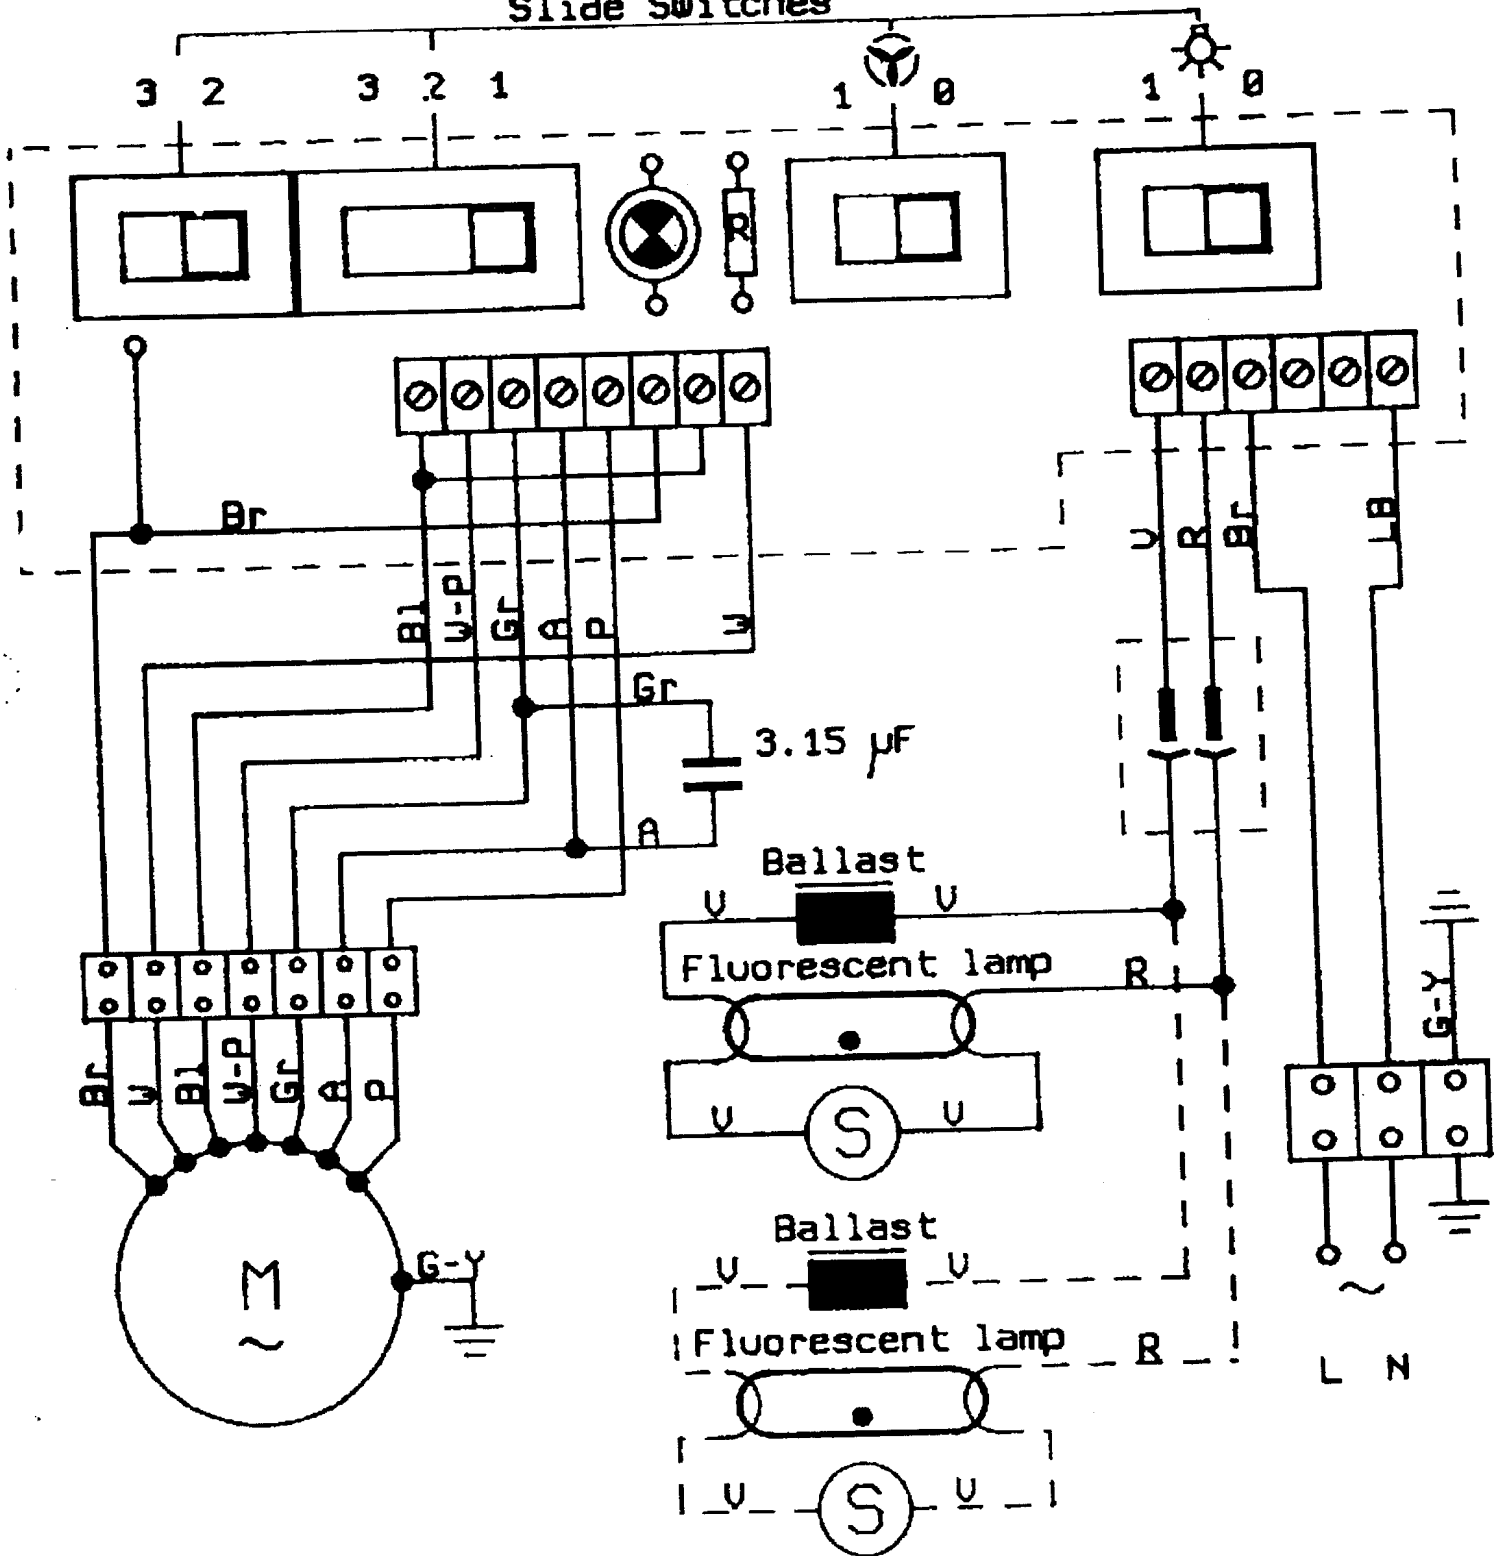 Slide Switches
3 2
3 2 1
1 0
1 0
R
Br
V
R
Br
LB
Bl
W-P
Gr
A
P
W
Gr
3.15 µF
A
Ballast
V
V
Fluorescent lamp
R
G-Y
Br
W
Bl
W-P
Gr
A
P
V
S
V
M
~
G-Y
Ballast
V
V
~
Fluorescent lamp
R
L N
V
S
V